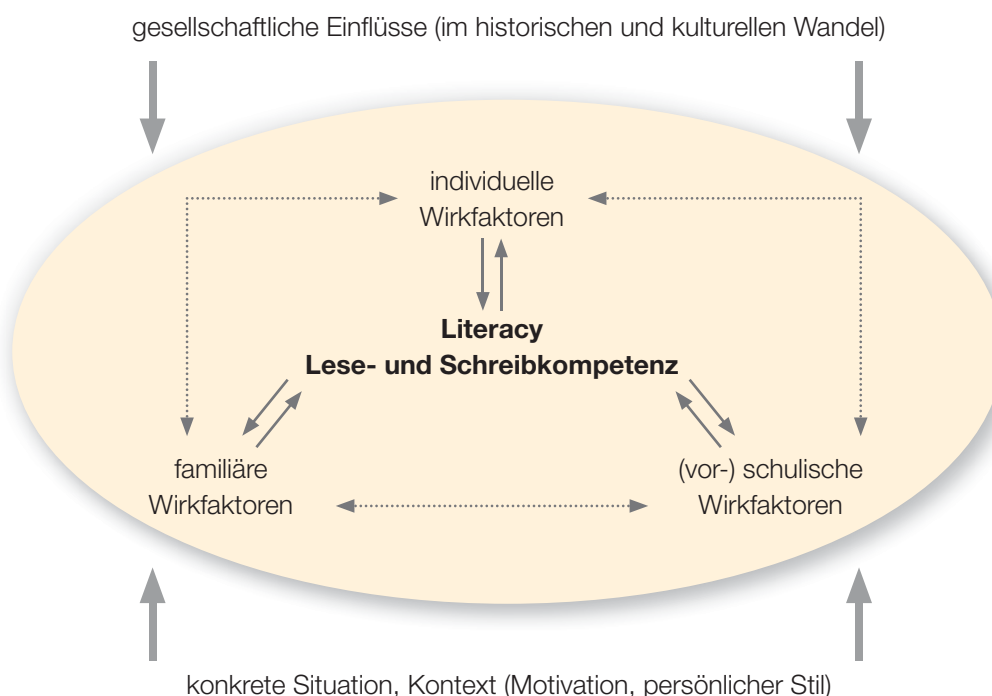 gesellschaftliche Einflüsse (im historischen und kulturellen Wandel)
individuelle
Wirkfaktoren
Literacy
Lese- und Schreibkompetenz
familiäre
Wirkfaktoren
(vor-) schulische
Wirkfaktoren
konkrete Situation, Kontext (Motivation, persönlicher Stil)